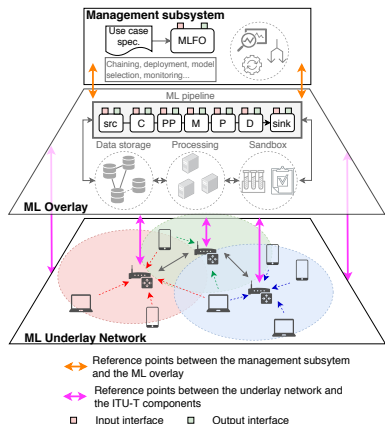 Management subsystem
Use case
spec.
MLFO
Chaining, deployment, model
selection, monitoring...
ML pipeline
src C PP M P D sink
Data storage Processing Sandbox
ML Overlay
ML Underlay Network
Reference points between the management subsytem
and the ML overlay
Reference points between the underlay network and
the ITU-T components
Input interface Output interface